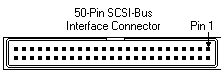 50-Pin SCSI-Bus
Interface Connector
Pin 1